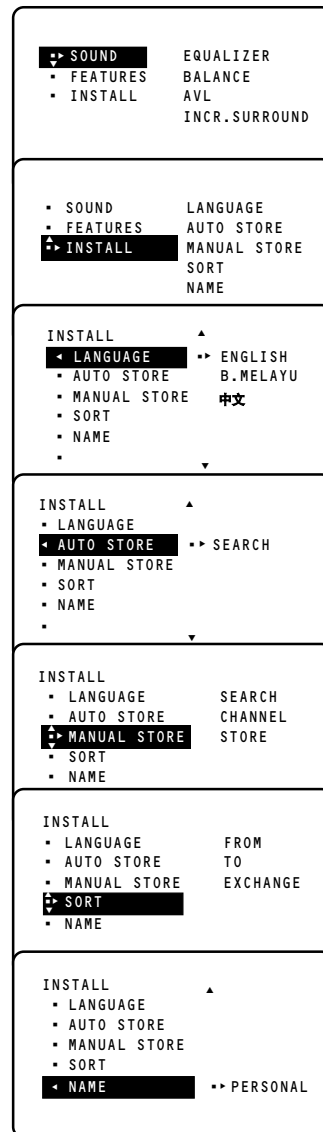 SOUND EQUALIZER
FEATURES BALANCE
INSTALL AVL
INCR.SURROUND
SOUND LANGUAGE
FEATURES AUTO STORE
INSTALL MANUAL STORE
SORT
NAME
INSTALL
LANGUAGE ENGLISH
AUTO STORE B.MELAYU
MANUAL STORE 中文
SORT
NAME
INSTALL
LANGUAGE
AUTO STORE SEARCH
MANUAL STORE
SORT
NAME
INSTALL
LANGUAGE SEARCH
AUTO STORE CHANNEL
MANUAL STORE STORE
SORT
NAME
INSTALL
LANGUAGE FROM
AUTO STORE TO
MANUAL STORE EXCHANGE
SORT
NAME
INSTALL
LANGUAGE
AUTO STORE
MANUAL STORE
SORT
NAME PERSONAL